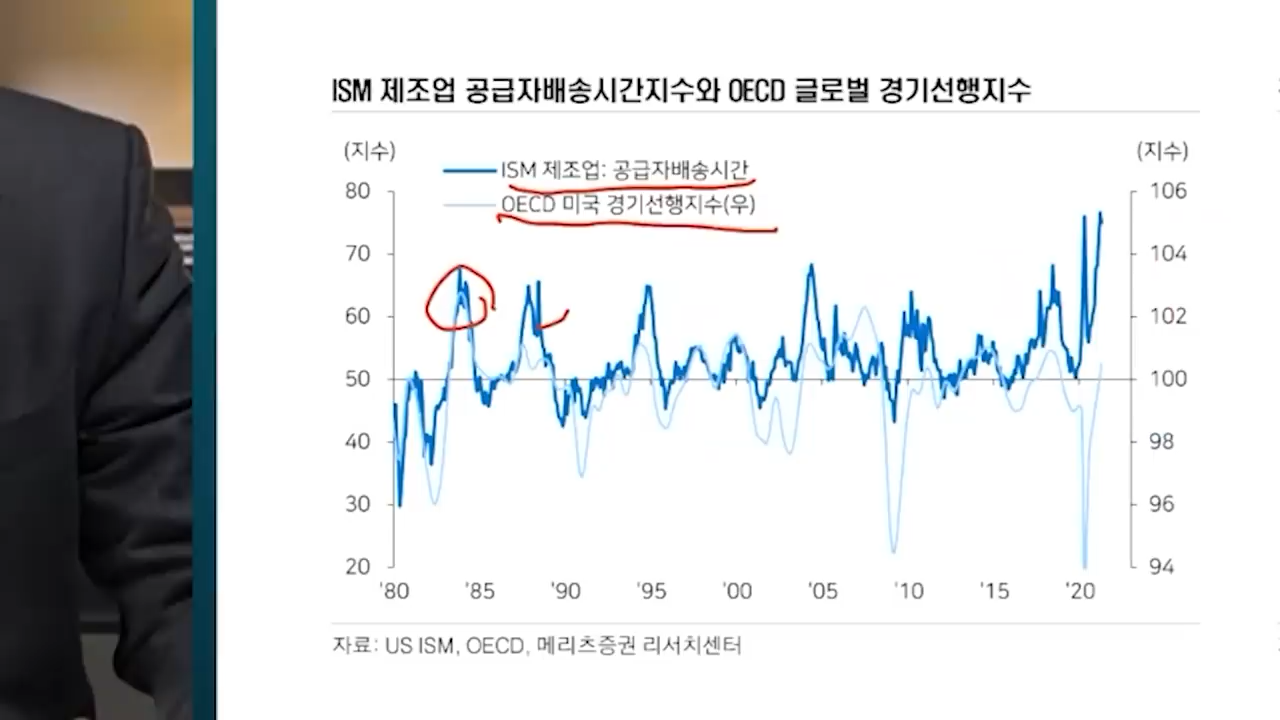 ISM 제조업 공급자배송시간지수와 OECD 글로벌 경기선행지수
(지수) (지수)
ISM 제조업: 공급자배송시간
OECD 미국 경기선행지수(우)
80 106
70 104
60 102
50 100
40 98
30 96
20 94
'80 '85 '90 '95 '00 '05 '10 '15 '20
자료: US ISM, OECD, 메리츠증권 리서치센터